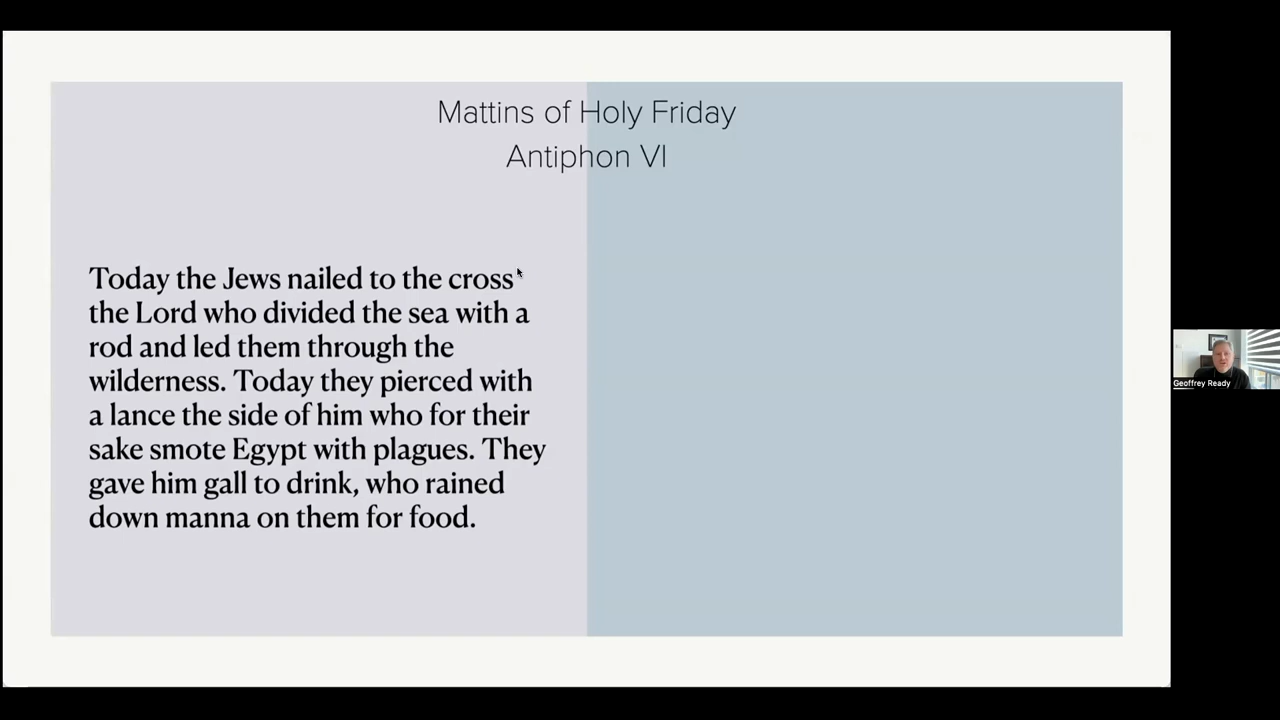 Mattins of Holy Friday
Antiphon VI
Today the Jews nailed to the cross
the Lord who divided the sea with a
rod and led them through the
wilderness. Today they pierced with
a lance the side of him who for their
sake smote Egypt with plagues. They
gave him gall to drink, who rained
down manna on them for food.
Geoffrey Ready